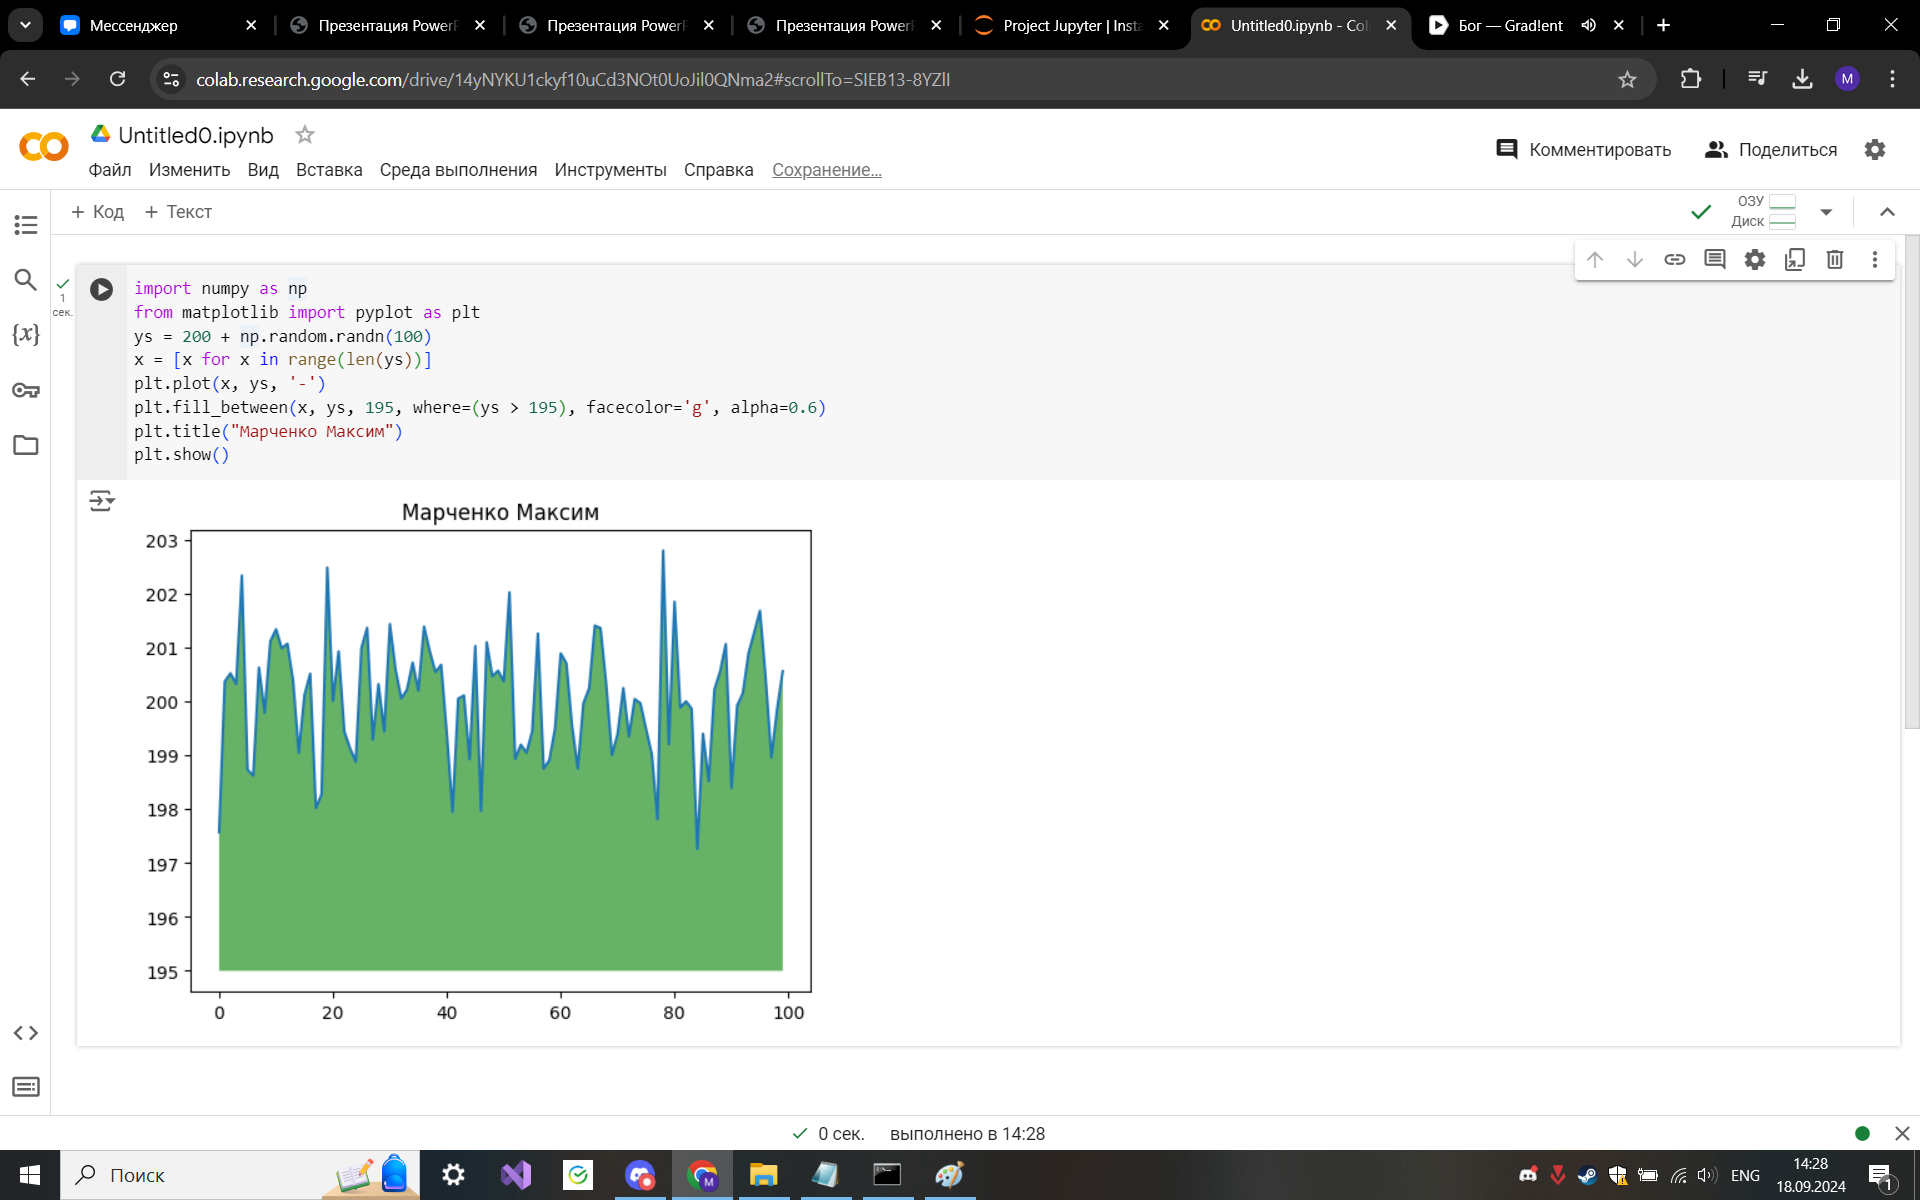 Мессенджер
Презентация PowerP
Презентация PowerP
Презентация PowerP
Project Jupyter | Insta
Untitled0.ipynb - Col
Бог — Grad!ent
colab.research.google.com/drive/14yNYKU1ckyf10uCd3NOt0UoJil0QNma2#scrollTo=SIEB13-8YZlI
M
Untitled0.ipynb
Файл Изменить Вид Вставка Среда выполнения Инструменты Справка Сохранение...
Комментировать
Поделиться
+ Код + Текст
ОЗУ
Диск
1
сек.
{x}
import numpy as np
from matplotlib import pyplot as plt
ys = 200 + np.random.randn(100)
x = [x for x in range(len(ys))]
plt.plot(x, ys, '-')
plt.fill_between(x, ys, 195, where=(ys > 195), facecolor='g', alpha=0.6)
plt.title("Марченко Максим")
plt.show()
Марченко Максим
203
202
201
200
199
198
197
196
195
0 20 40 60 80 100
0 сек. выполнено в 14:28
Поиск
M
ENG
14:28
18.09.2024
1